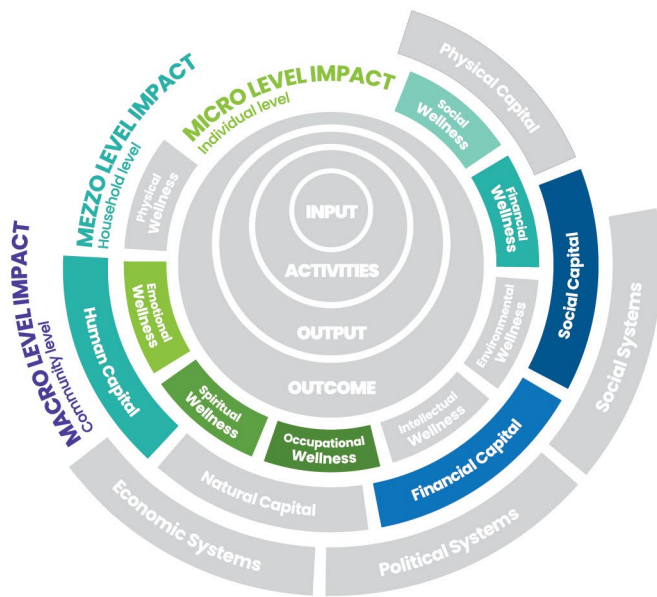 MACRO LEVEL IMPACT
Community level
MEZZO LEVEL IMPACT
Household level
MICRO LEVEL IMPACT
Individual level
INPUT
ACTIVITIES
OUTPUT
OUTCOME
Physical
Wellness
Emotional
Wellness
Spiritual
Wellness
Occupational
Wellness
Intellectual
Wellness
Environmental
Wellness
Financial
Wellness
Social
Wellness
Human Capital
Natural Capital
Financial Capital
Social Capital
Physical Capital
Economic Systems
Political Systems
Social Systems